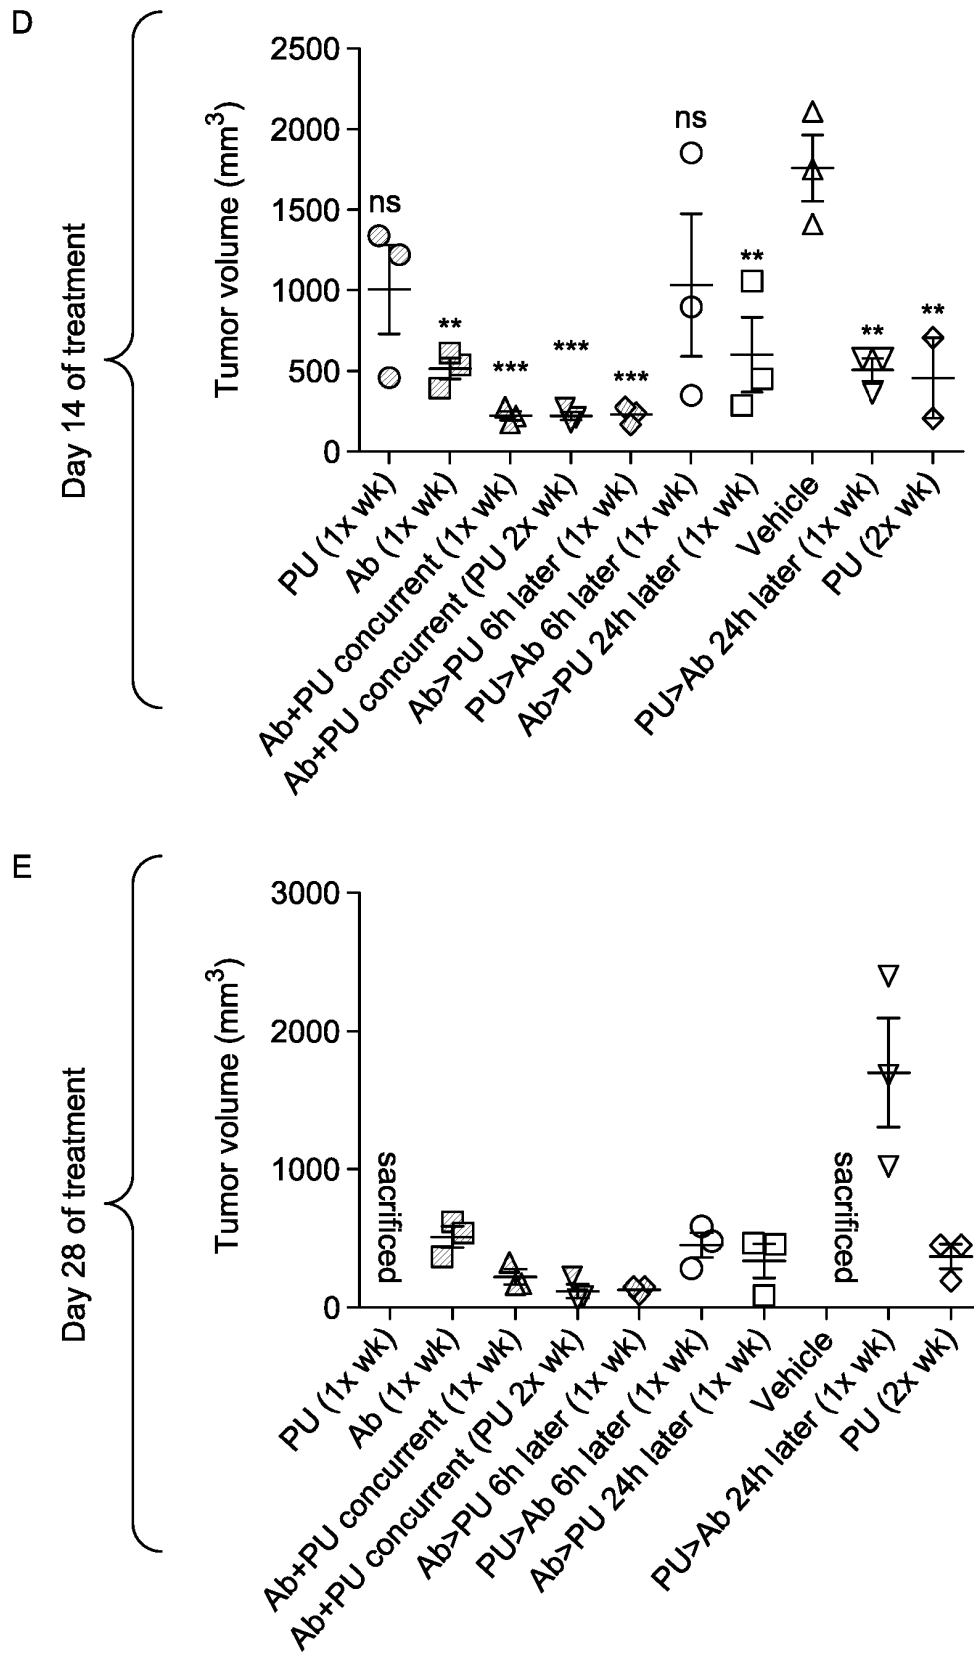 D
Day 14 of treatment
Tumor volume (mm3)
2500
2000
1500
1000
500
0
ns
**
***
***
***
ns
**
**
**
PU (1x wk)
Ab (1x wk)
Ab+PU concurrent (1x wk)
Ab+PU concurrent (PU 2x wk)
Ab>PU 6h later (1x wk)
PU>Ab 6h later (1x wk)
Ab>PU 24h later (1x wk)
Vehicle
PU>Ab 24h later (1x wk)
PU (2x wk)
E
Day 28 of treatment
Tumor volume (mm3)
3000
2000
1000
0
sacrificed
sacrificed
PU (1x wk)
Ab (1x wk)
Ab+PU concurrent (1x wk)
Ab+PU concurrent (PU 2x wk)
Ab>PU 6h later (1x wk)
PU>Ab 6h later (1x wk)
Ab>PU 24h later (1x wk)
Vehicle
PU>Ab 24h later (1x wk)
PU (2x wk)